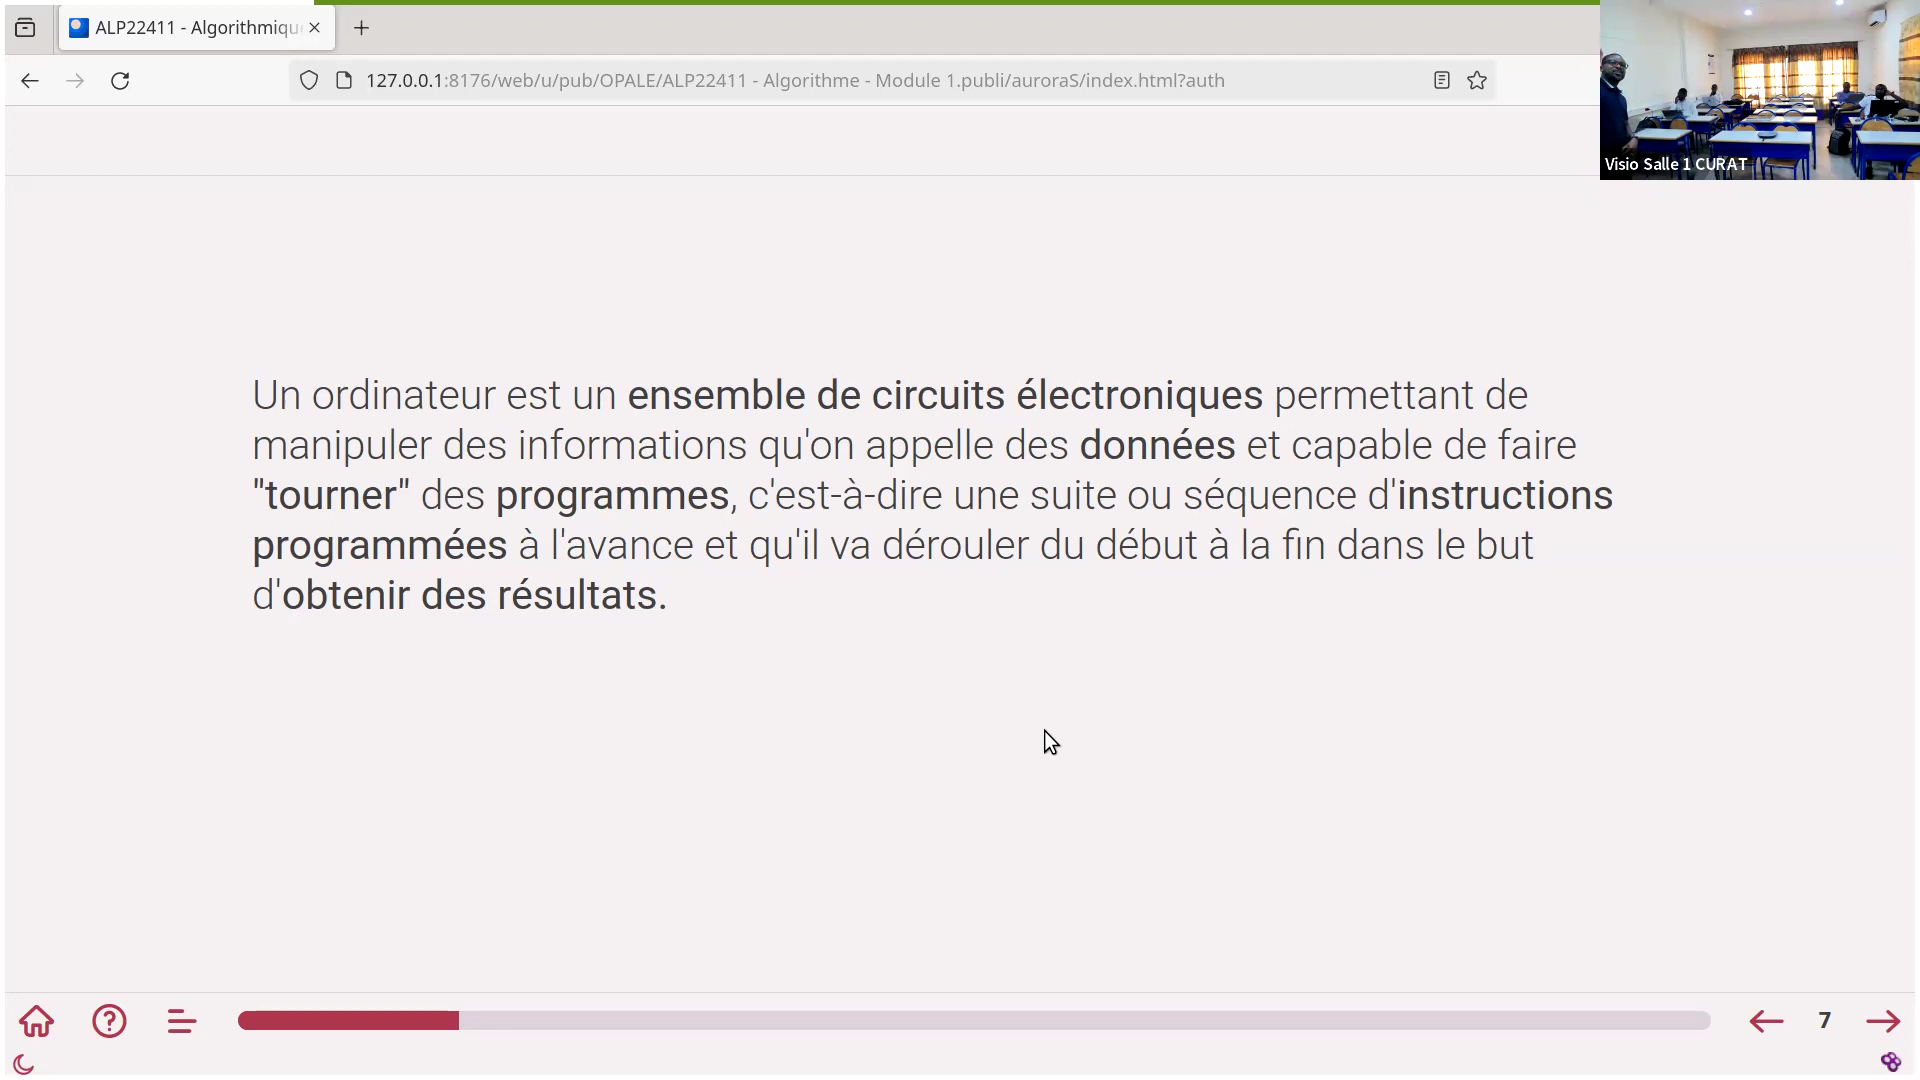 ALP22411 - Algorithmiqu
127.0.0.1:8176/web/u/pub/OPALE/ALP22411 - Algorithme - Module 1.publi/auroraS/index.html?auth
Visio Salle 1 CURAT
Un ordinateur est un ensemble de circuits électroniques permettant de
manipuler des informations qu'on appelle des données et capable de faire
"tourner" des programmes, c'est-à-dire une suite ou séquence d'instructions
programmées à l'avance et qu'il va dérouler du début à la fin dans le but
d'obtenir des résultats.
7